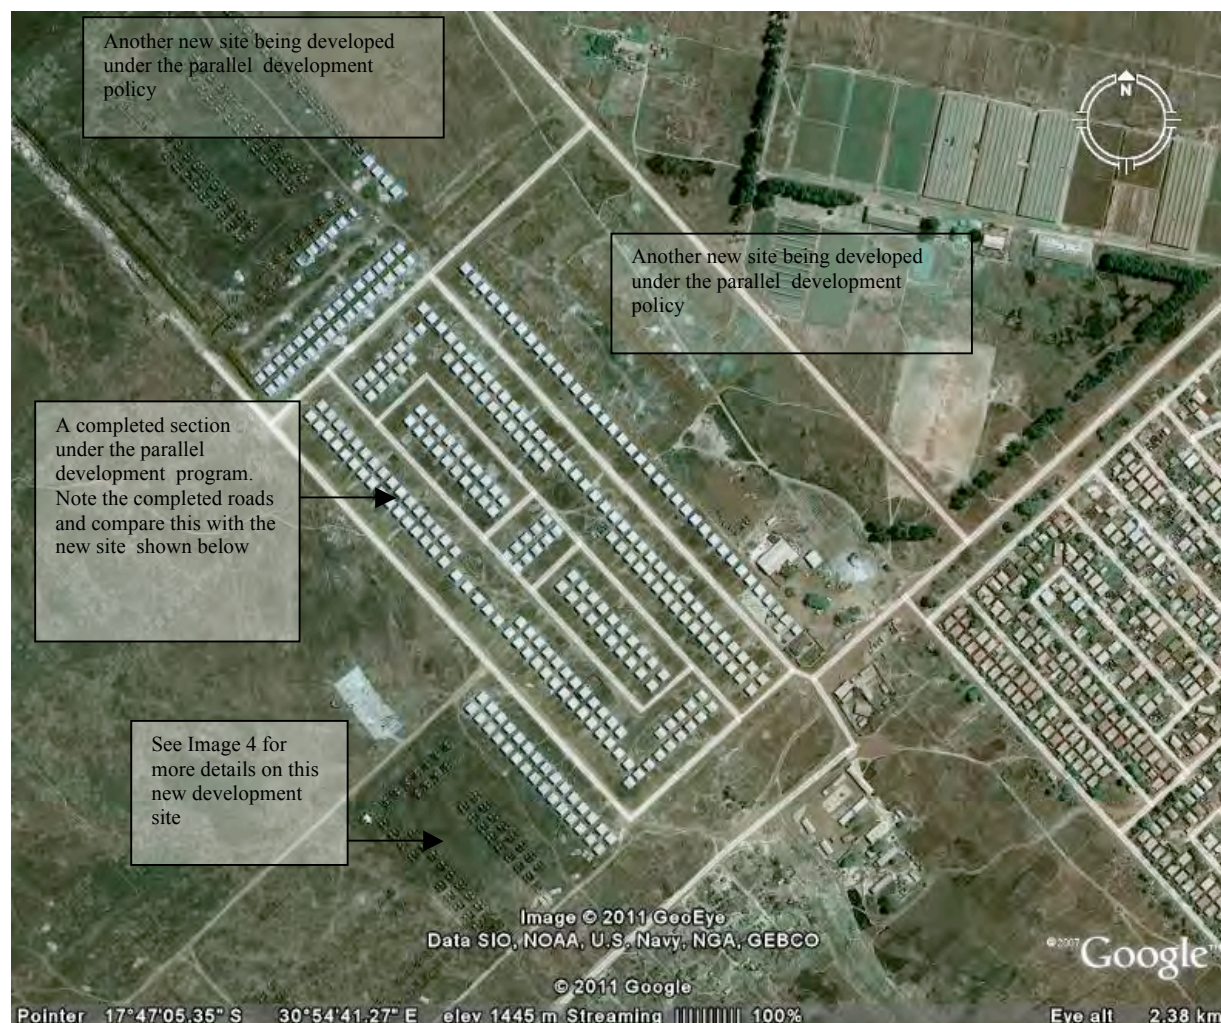 Another new site being developed
under the parallel development
policy
N
Another new site being developed
under the parallel development
policy
A completed section
under the parallel
development program.
Note the completed roads
and compare this with the
new site shown below
See Image 4 for
more details on this
new development
site
Image © 2011 GeoEye
Data SIO, NOAA, U.S. Navy, NGA, GEBCO
© 2011 Google
©2007 Google™
Pointer 17°47'05.35" S 30°54'41.27" E elev 1445 m Streaming |||||||||| 100% Eye alt 2.38 km